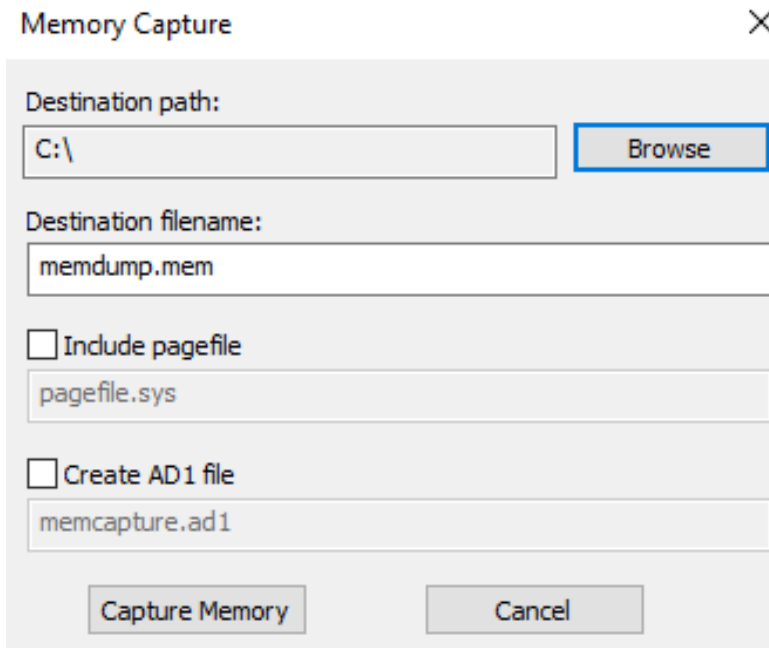 Memory Capture
Destination path:
C:\
Browse
Destination filename:
memdump.mem
Include pagefile
pagefile.sys
Create AD1 file
memcapture.ad1
Capture Memory
Cancel